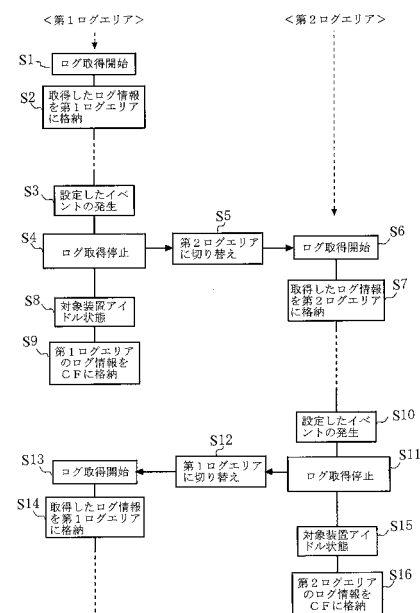 <第1ログエリア>
<第2ログエリア>
S1
ログ取得開始
S2
取得したログ情報
を第1ログエリア
に格納
S3
設定したイベ
ントの発生
S4
ログ取得停止
S5
第2ログエリア
に切り替え
S6
ログ取得開始
S7
取得したログ情報
を第2ログエリア
に格納
S8
対象装置アイ
ドル状態
S9
第1ログエリア
のログ情報を
CFに格納
S10
設定したイベ
ントの発生
S11
ログ取得停止
S12
第1ログエリア
に切り替え
S13
ログ取得開始
S14
取得したログ情報
を第1ログエリア
に格納
S15
対象装置アイ
ドル状態
S16
第2ログエリア
のログ情報を
CFに格納